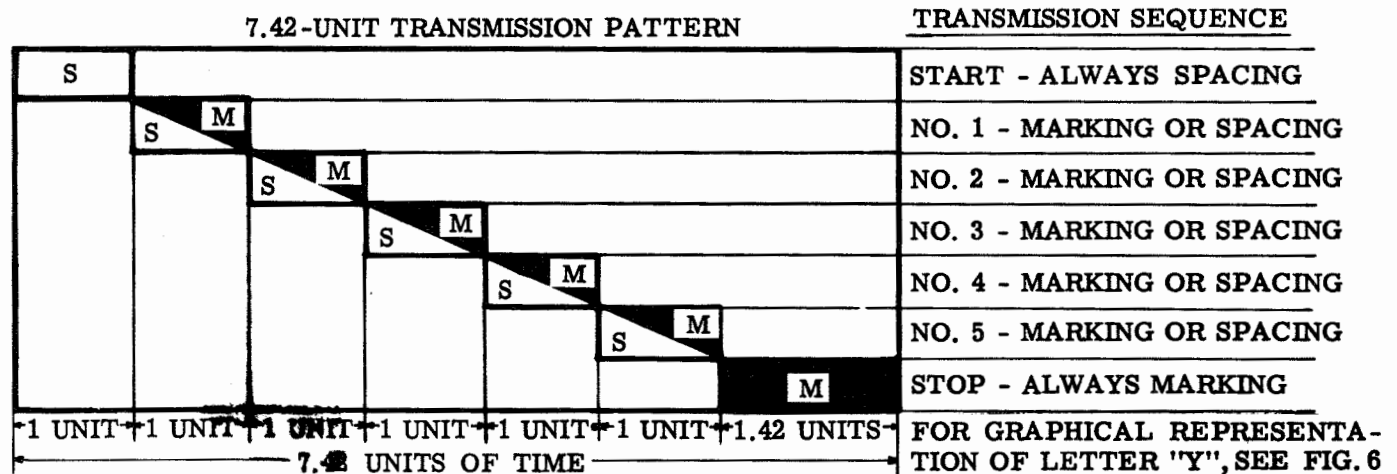 7.42-UNIT TRANSMISSION PATTERN
TRANSMISSION SEQUENCE
S
START - ALWAYS SPACING
S M
NO. 1 - MARKING OR SPACING
S M
NO. 2 - MARKING OR SPACING
S M
NO. 3 - MARKING OR SPACING
S M
NO. 4 - MARKING OR SPACING
S M
NO. 5 - MARKING OR SPACING
M
STOP - ALWAYS MARKING
1 UNIT 1 UNIT 1 UNIT 1 UNIT 1 UNIT 1 UNIT 1.42 UNITS
7.42 UNITS OF TIME
FOR GRAPHICAL REPRESENTA-
TION OF LETTER "Y", SEE FIG. 6